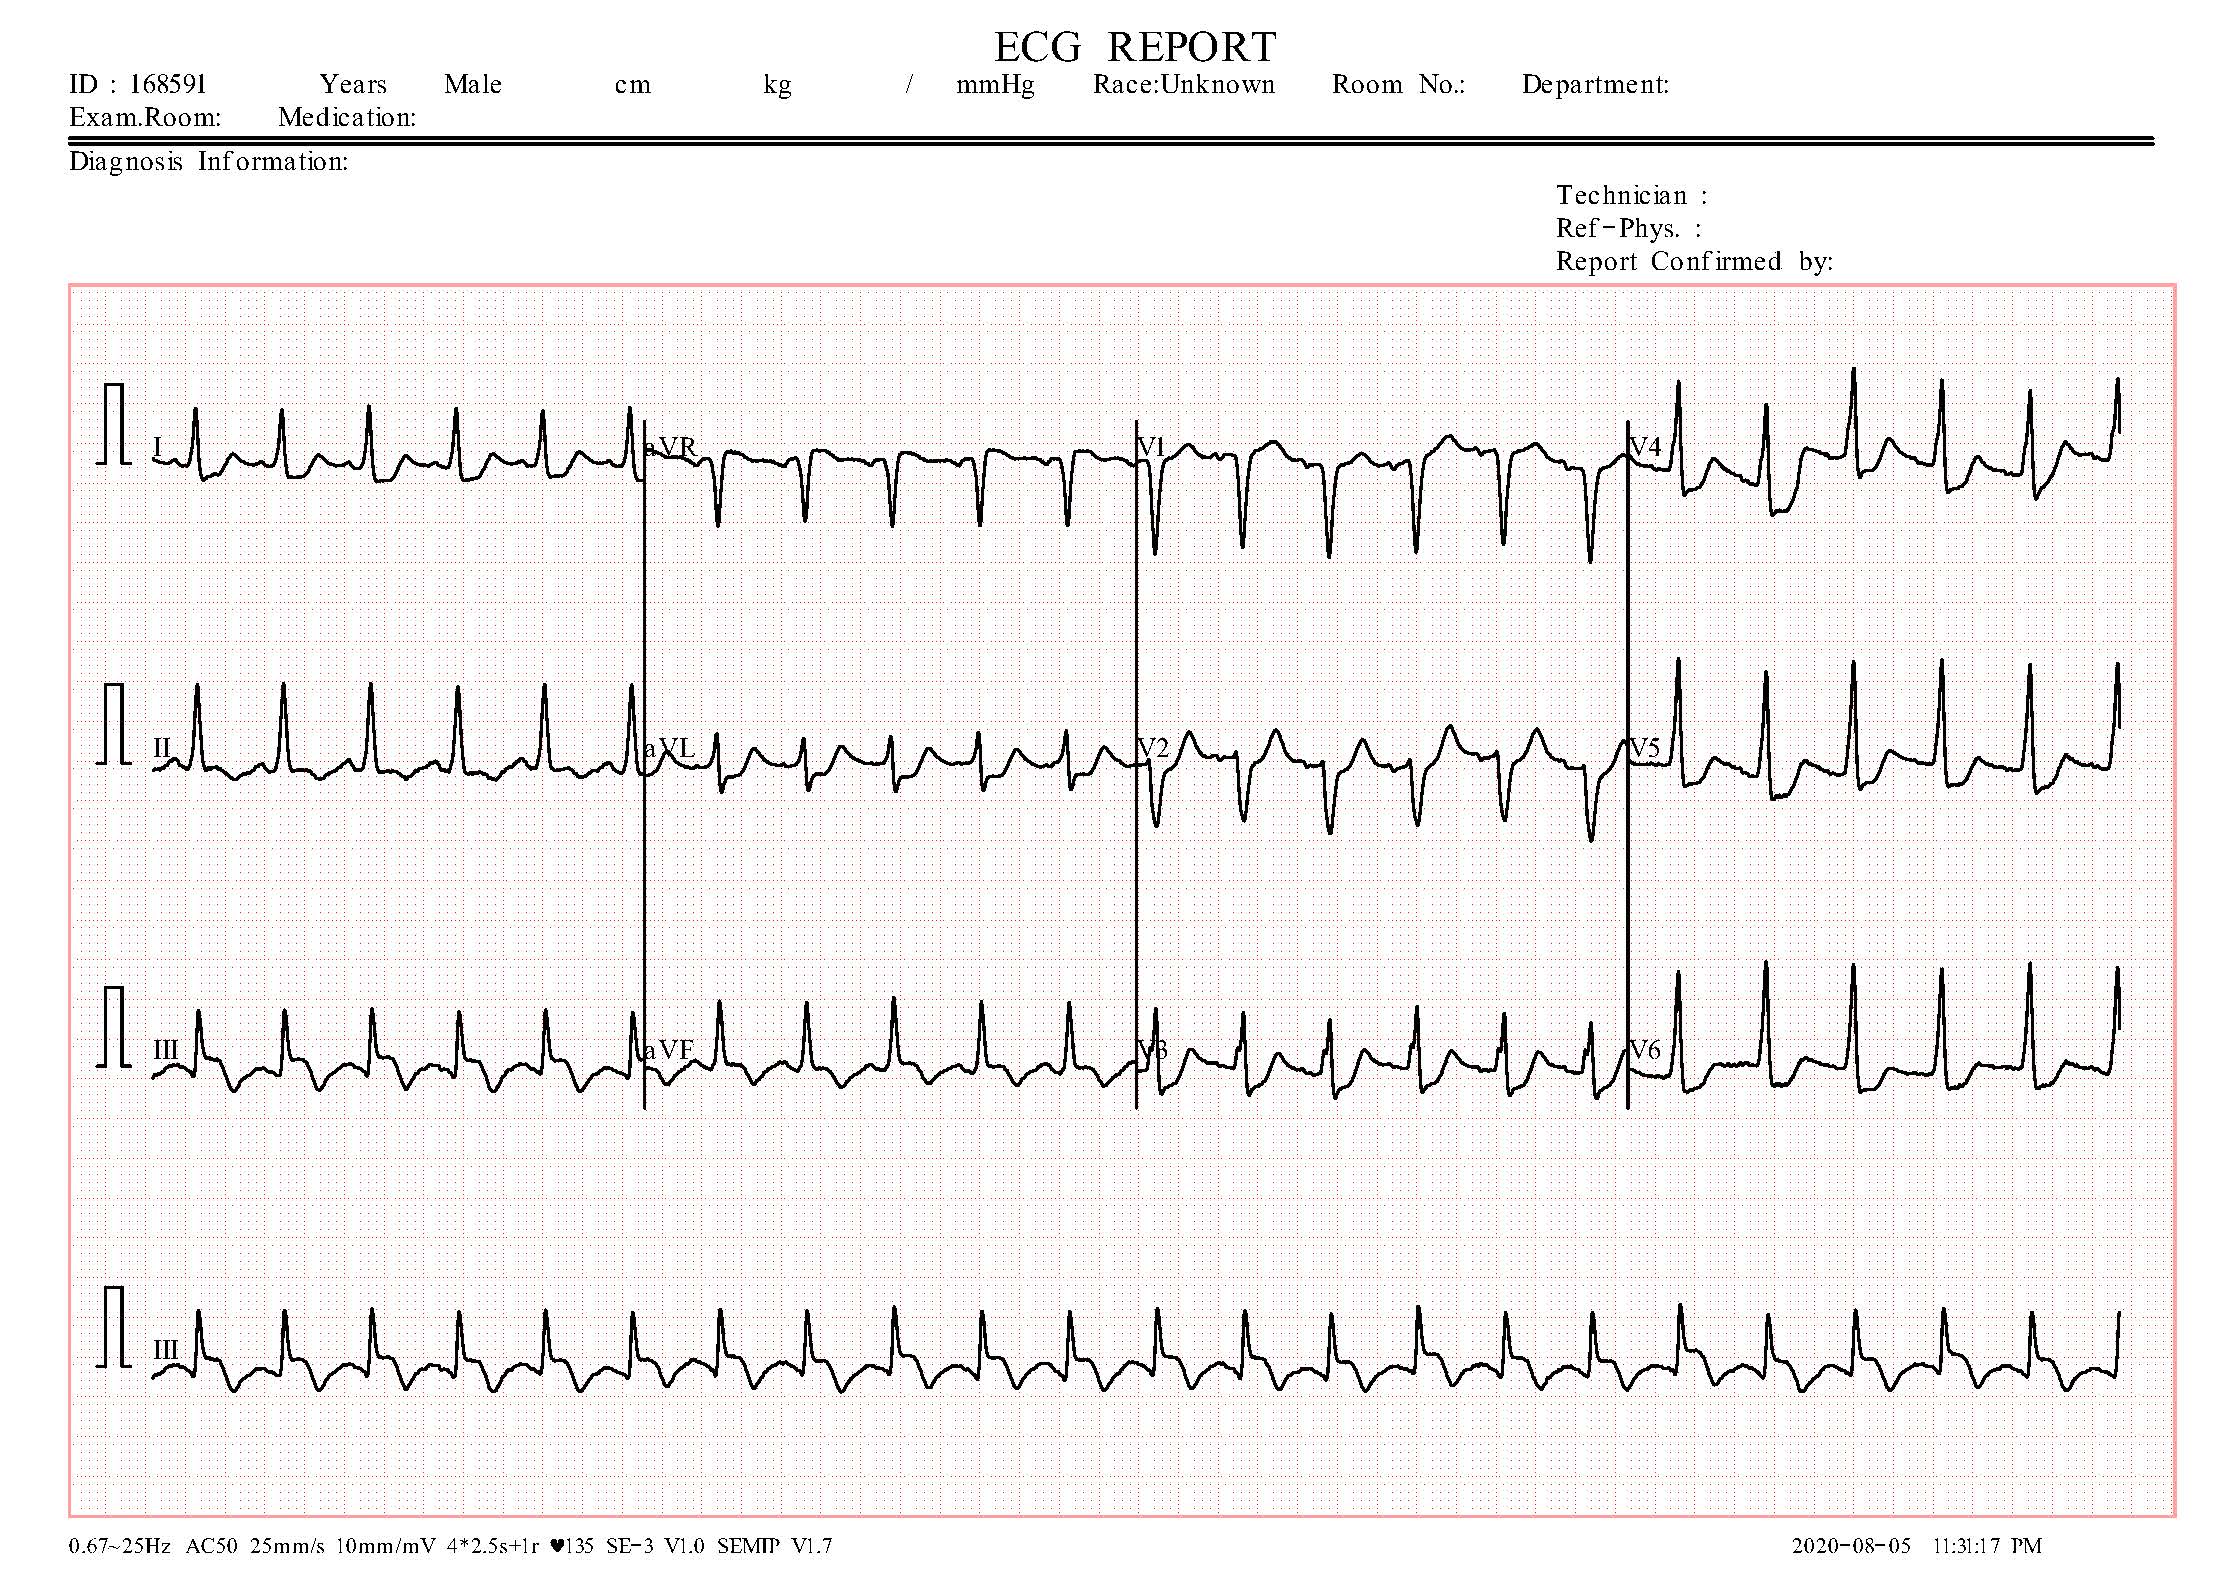 ECG REPORT
ID : 168591 Years Male cm kg / mmHg Race:Unknown Room No.: Department:
Exam.Room: Medication:
Diagnosis Information:
Technician :
Ref-Phys. :
Report Confirmed by:
I aVR V1 V4
II aVL V2 V5
III aVF V3 V6
III
0.67~25Hz AC50 25mm/s 10mm/mV 4*2.5s+1r ♥135 SE-3 V1.0 SEMIP V1.7
2020-08-05 11:31:17 PM